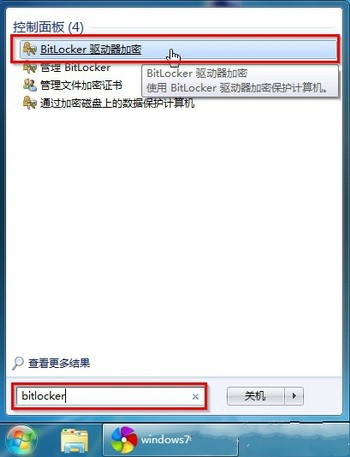 控制面板 (4)
BitLocker 驱动器加密
管理 BitLocker
管理文件加密证书
通过加密磁盘上的数据保护计算机
BitLocker 驱动器加密
使用 BitLocker 驱动器加密保护计算机。
查看更多结果
bitlocker
关机
windows7